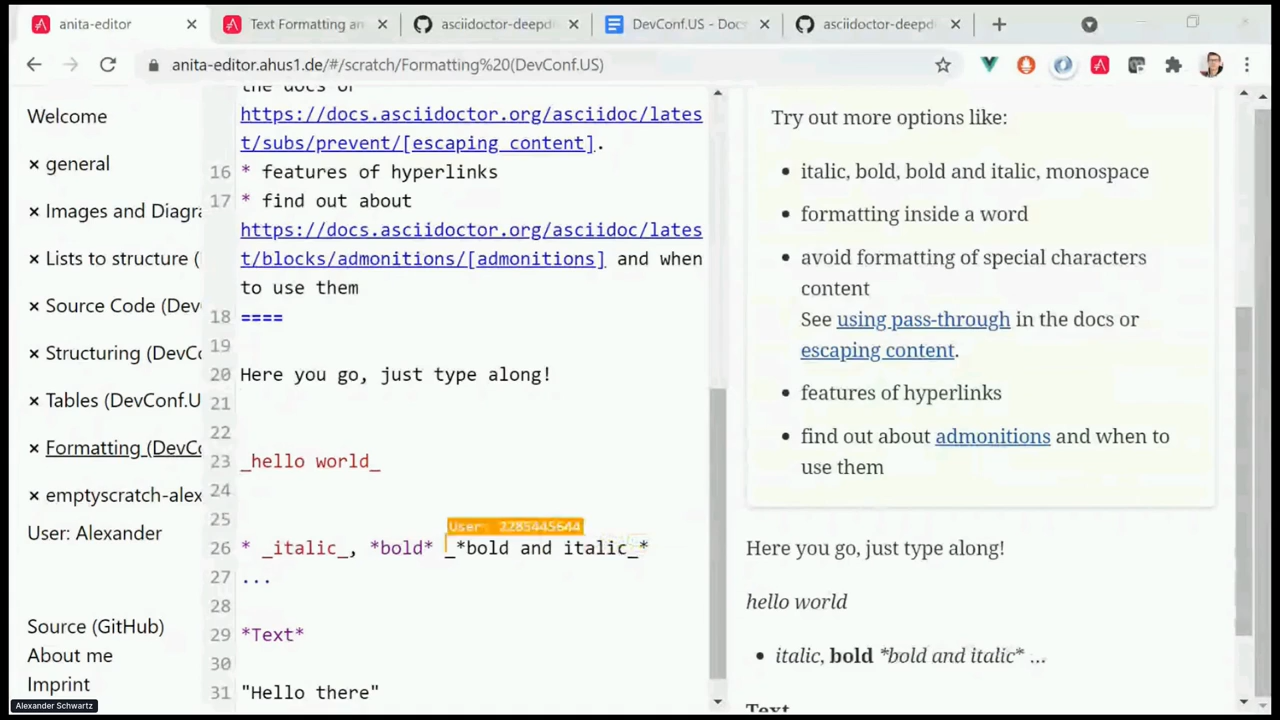 anita-editor
Text Formatting an
asciidoctor-deepdi
DevConf.US - Docs
asciidoctor-deepdi
anita-editor.ahus1.de/#/scratch/Formatting%20(DevConf.US)
Welcome
× general
× Images and Diagra
× Lists to structure (
× Source Code (Dev
× Structuring (DevCo
× Tables (DevConf.U
× Formatting (DevCo
× emptyscratch-alex
User: Alexander
Source (GitHub)
About me
Imprint
Alexander Schwartz
the docs or
https://docs.asciidoctor.org/asciidoc/lates
t/subs/prevent/[escaping content].
16 * features of hyperlinks
17 * find out about
https://docs.asciidoctor.org/asciidoc/lates
t/blocks/admonitions/[admonitions] and when
to use them
18 ====
19
20 Here you go, just type along!
21
22
23 _hello world_
24
25
User: 2285445644
26 * _italic_, *bold* _*bold and italic_*
27 ...
28
29 *Text*
30
31 "Hello there"
Try out more options like:
• italic, bold, bold and italic, monospace
• formatting inside a word
• avoid formatting of special characters
content
See using pass-through in the docs or
escaping content.
• features of hyperlinks
• find out about admonitions and when to
use them
Here you go, just type along!
hello world
• italic, bold *bold and italic* ...
Text